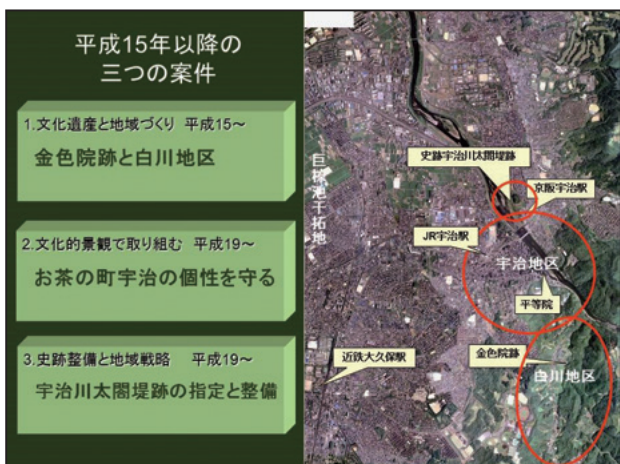 平成15年以降の
三つの案件
1.文化遺産と地域づくり 平成15～
金色院跡と白川地区
2.文化的景観で取り組む 平成19～
お茶の町宇治の個性を守る
3.史跡整備と地域戦略 平成19～
宇治川太閤堤跡の指定と整備
巨椋池干拓地
史跡宇治川太閤堤跡
京阪宇治駅
JR宇治駅
宇治地区
平等院
金色院跡
近鉄大久保駅
白川地区